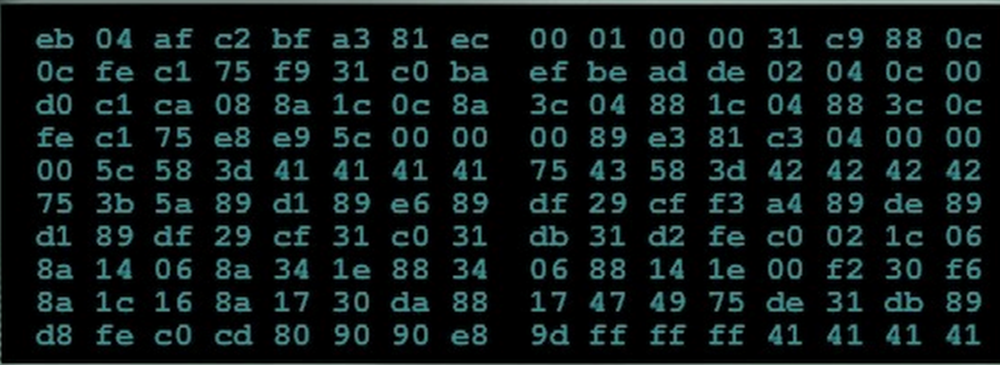 eb 04 af c2 bf a3 81 ec 00 01 00 00 31 c9 88 0c
0c fe c1 75 f9 31 c0 ba ef be ad de 02 04 0c 00
d0 c1 ca 08 8a 1c 0c 8a 3c 04 88 1c 04 88 3c 0c
fe c1 75 e8 e9 5c 00 00 00 89 e3 81 c3 04 00 00
00 5c 58 3d 41 41 41 41 75 43 58 3d 42 42 42 42
75 3b 5a 89 d1 89 e6 89 df 29 cf f3 a4 89 de 89
d1 89 df 29 cf 31 c0 31 db 31 d2 fe c0 02 1c 06
8a 14 06 8a 34 1e 88 34 06 88 14 1e 00 f2 30 f6
8a 1c 16 8a 17 30 da 88 17 47 49 75 de 31 db 89
d8 fe c0 cd 80 90 90 e8 9d ff ff ff 41 41 41 41